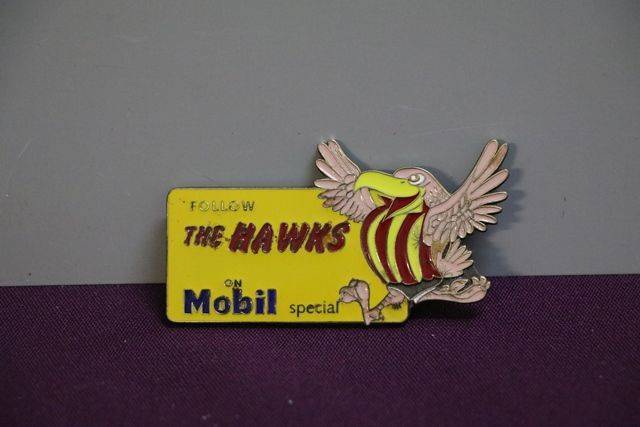 FOLLOW
THE HAWKS
ON
Mobil special